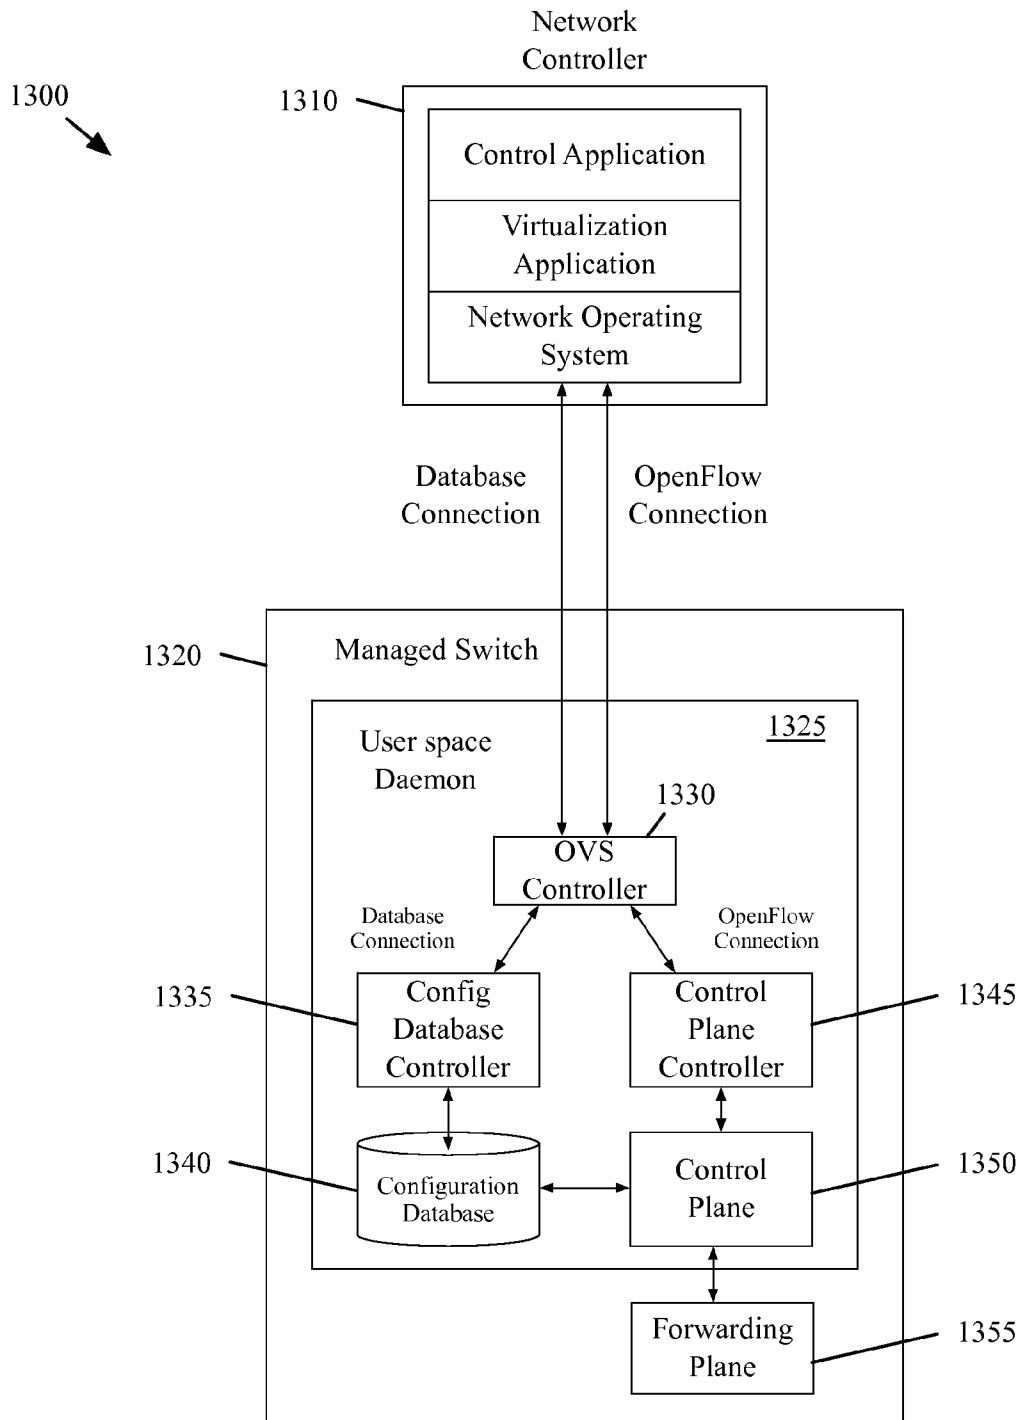 Network
Controller
1300
1310
Control Application
Virtualization
Application
Network Operating
System
Database
Connection
OpenFlow
Connection
1320
Managed Switch
1325
User space
Daemon
1330
OVS
Controller
Database
Connection
OpenFlow
Connection
1335
Config
Database
Controller
Control
Plane
Controller
1345
1340
Configuration
Database
Control
Plane
1350
Forwarding
Plane
1355